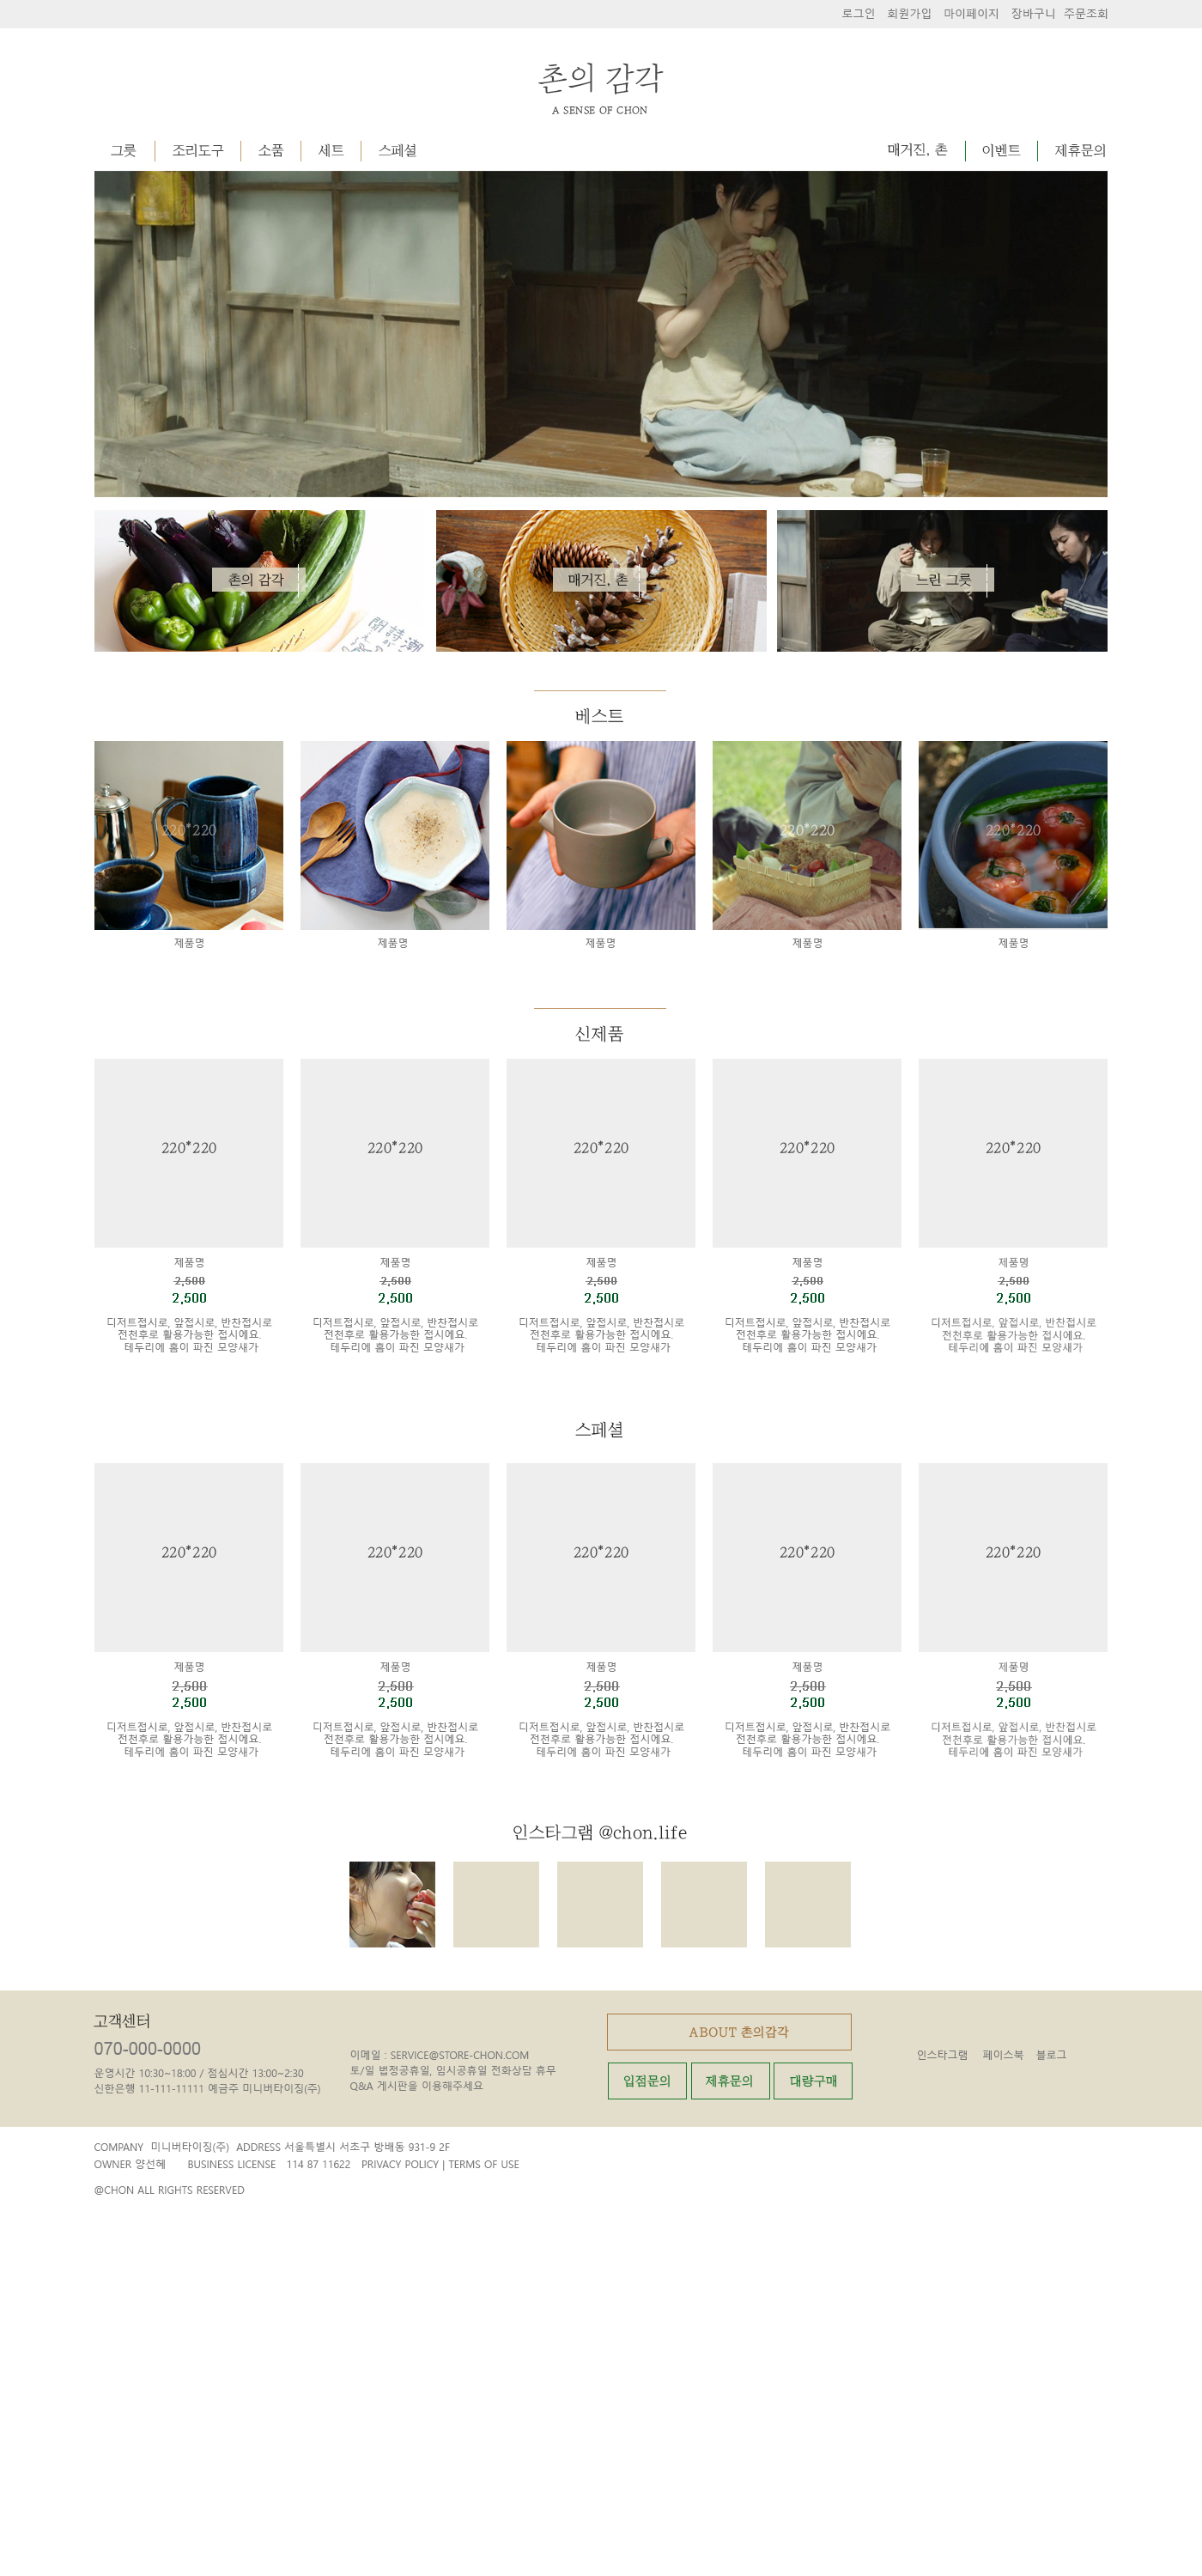 로그인 회원가입 마이페이지 장바구니 주문조회
촌의 감각
A SENSE OF CHON
그릇 조리도구 소품 세트 스페셜 매거진, 촌 이벤트 제휴문의
촌의 감각 매거진, 촌 느린 그릇
베스트
220*220 220*220 220*220
제품명 제품명 제품명 제품명 제품명
신제품
220*220 220*220 220*220 220*220 220*220
제품명 제품명 제품명 제품명 제품명
2,500 2,500 2,500 2,500 2,500
2,500 2,500 2,500 2,500 2,500
디저트접시로, 앞접시로, 반찬접시로 디저트접시로, 앞접시로, 반찬접시로 디저트접시로, 앞접시로, 반찬접시로 디저트접시로, 앞접시로, 반찬접시로 디저트접시로, 앞접시로, 반찬접시로
전천후로 활용가능한 접시에요. 전천후로 활용가능한 접시에요. 전천후로 활용가능한 접시에요. 전천후로 활용가능한 접시에요. 전천후로 활용가능한 접시에요.
테두리에 홈이 파진 모양새가 테두리에 홈이 파진 모양새가 테두리에 홈이 파진 모양새가 테두리에 홈이 파진 모양새가 테두리에 홈이 파진 모양새가
스페셜
220*220 220*220 220*220 220*220 220*220
제품명 제품명 제품명 제품명 제품명
2,500 2,500 2,500 2,500 2,500
2,500 2,500 2,500 2,500 2,500
디저트접시로, 앞접시로, 반찬접시로 디저트접시로, 앞접시로, 반찬접시로 디저트접시로, 앞접시로, 반찬접시로 디저트접시로, 앞접시로, 반찬접시로 디저트접시로, 앞접시로, 반찬접시로
전천후로 활용가능한 접시에요. 전천후로 활용가능한 접시에요. 전천후로 활용가능한 접시에요. 전천후로 활용가능한 접시에요. 전천후로 활용가능한 접시에요.
테두리에 홈이 파진 모양새가 테두리에 홈이 파진 모양새가 테두리에 홈이 파진 모양새가 테두리에 홈이 파진 모양새가 테두리에 홈이 파진 모양새가
인스타그램 @chon.life
고객센터
070-000-0000
운영시간 10:30~18:00 / 점심시간 13:00~2:30
신한은행 11-111-11111 예금주 미니버타이징(주)
이메일 : SERVICE@STORE-CHON.COM
토/일 법정공휴일, 임시공휴일 전화상담 휴무
Q&A 게시판을 이용해주세요
ABOUT 촌의감각
입점문의 제휴문의 대량구매
인스타그램 페이스북 블로그
COMPANY 미니버타이징(주) ADDRESS 서울특별시 서초구 방배동 931-9 2F
OWNER 양선혜 BUSINESS LICENSE 114 87 11622 PRIVACY POLICY | TERMS OF USE
@CHON ALL RIGHTS RESERVED